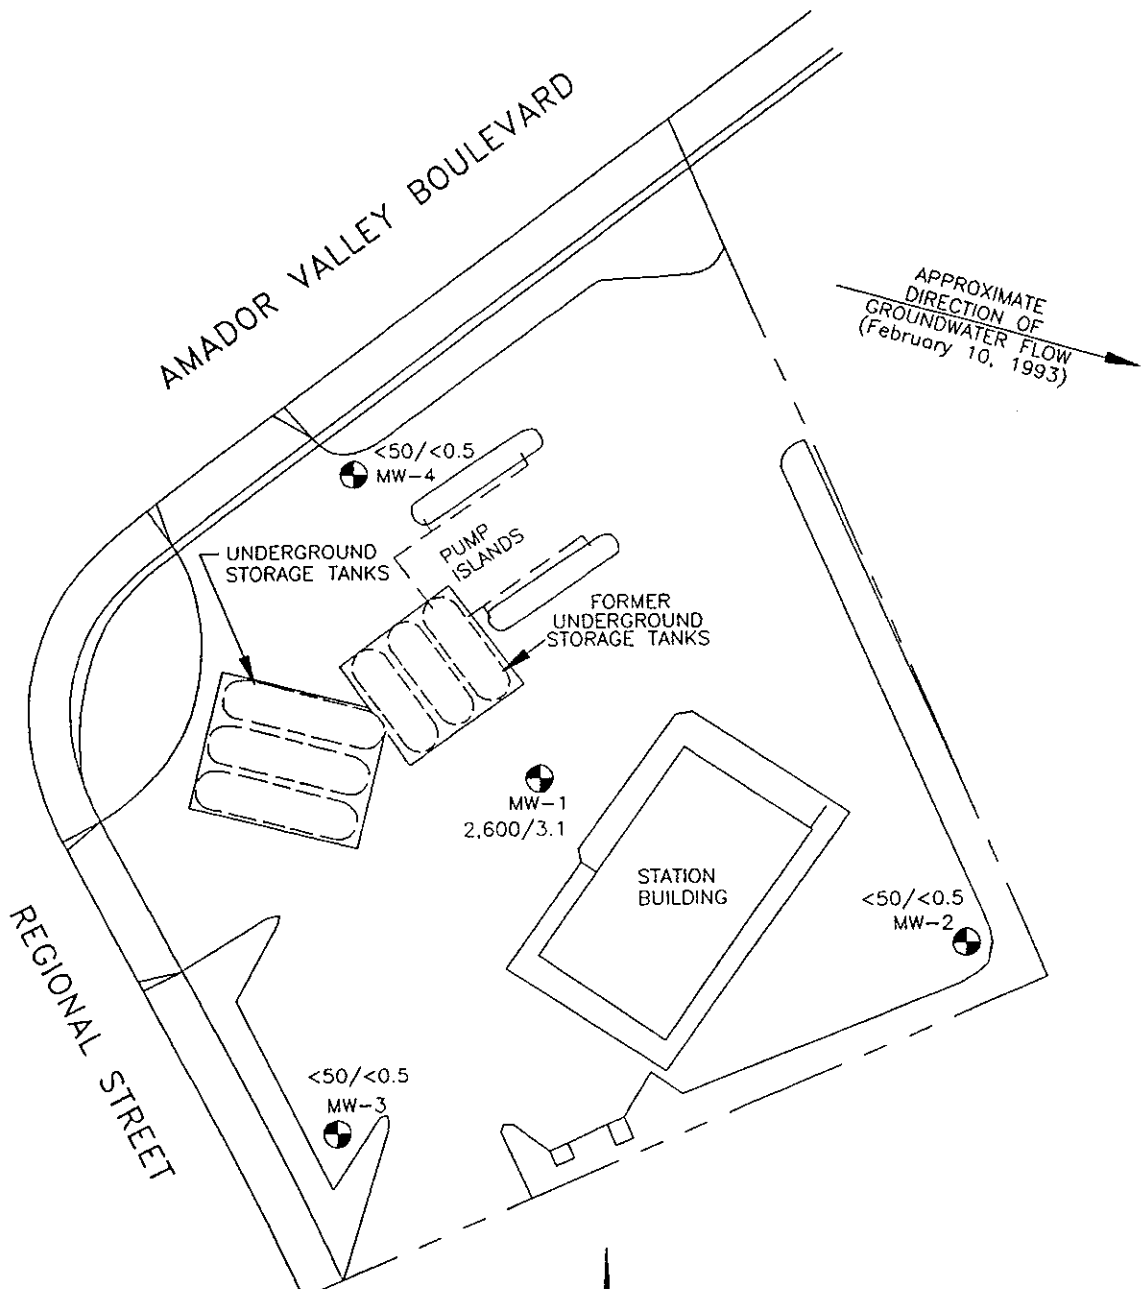 AMADOR VALLEY BOULEVARD
APPROXIMATE
DIRECTION OF
GROUNDWATER FLOW
(February 10, 1993)
<50/<0.5
MW-4
UNDERGROUND
STORAGE TANKS
PUMP
ISLANDS
FORMER
UNDERGROUND
STORAGE TANKS
MW-1
2,600/3.1
STATION
BUILDING
<50/<0.5
MW-2
REGIONAL STREET
<50/<0.5
MW-3